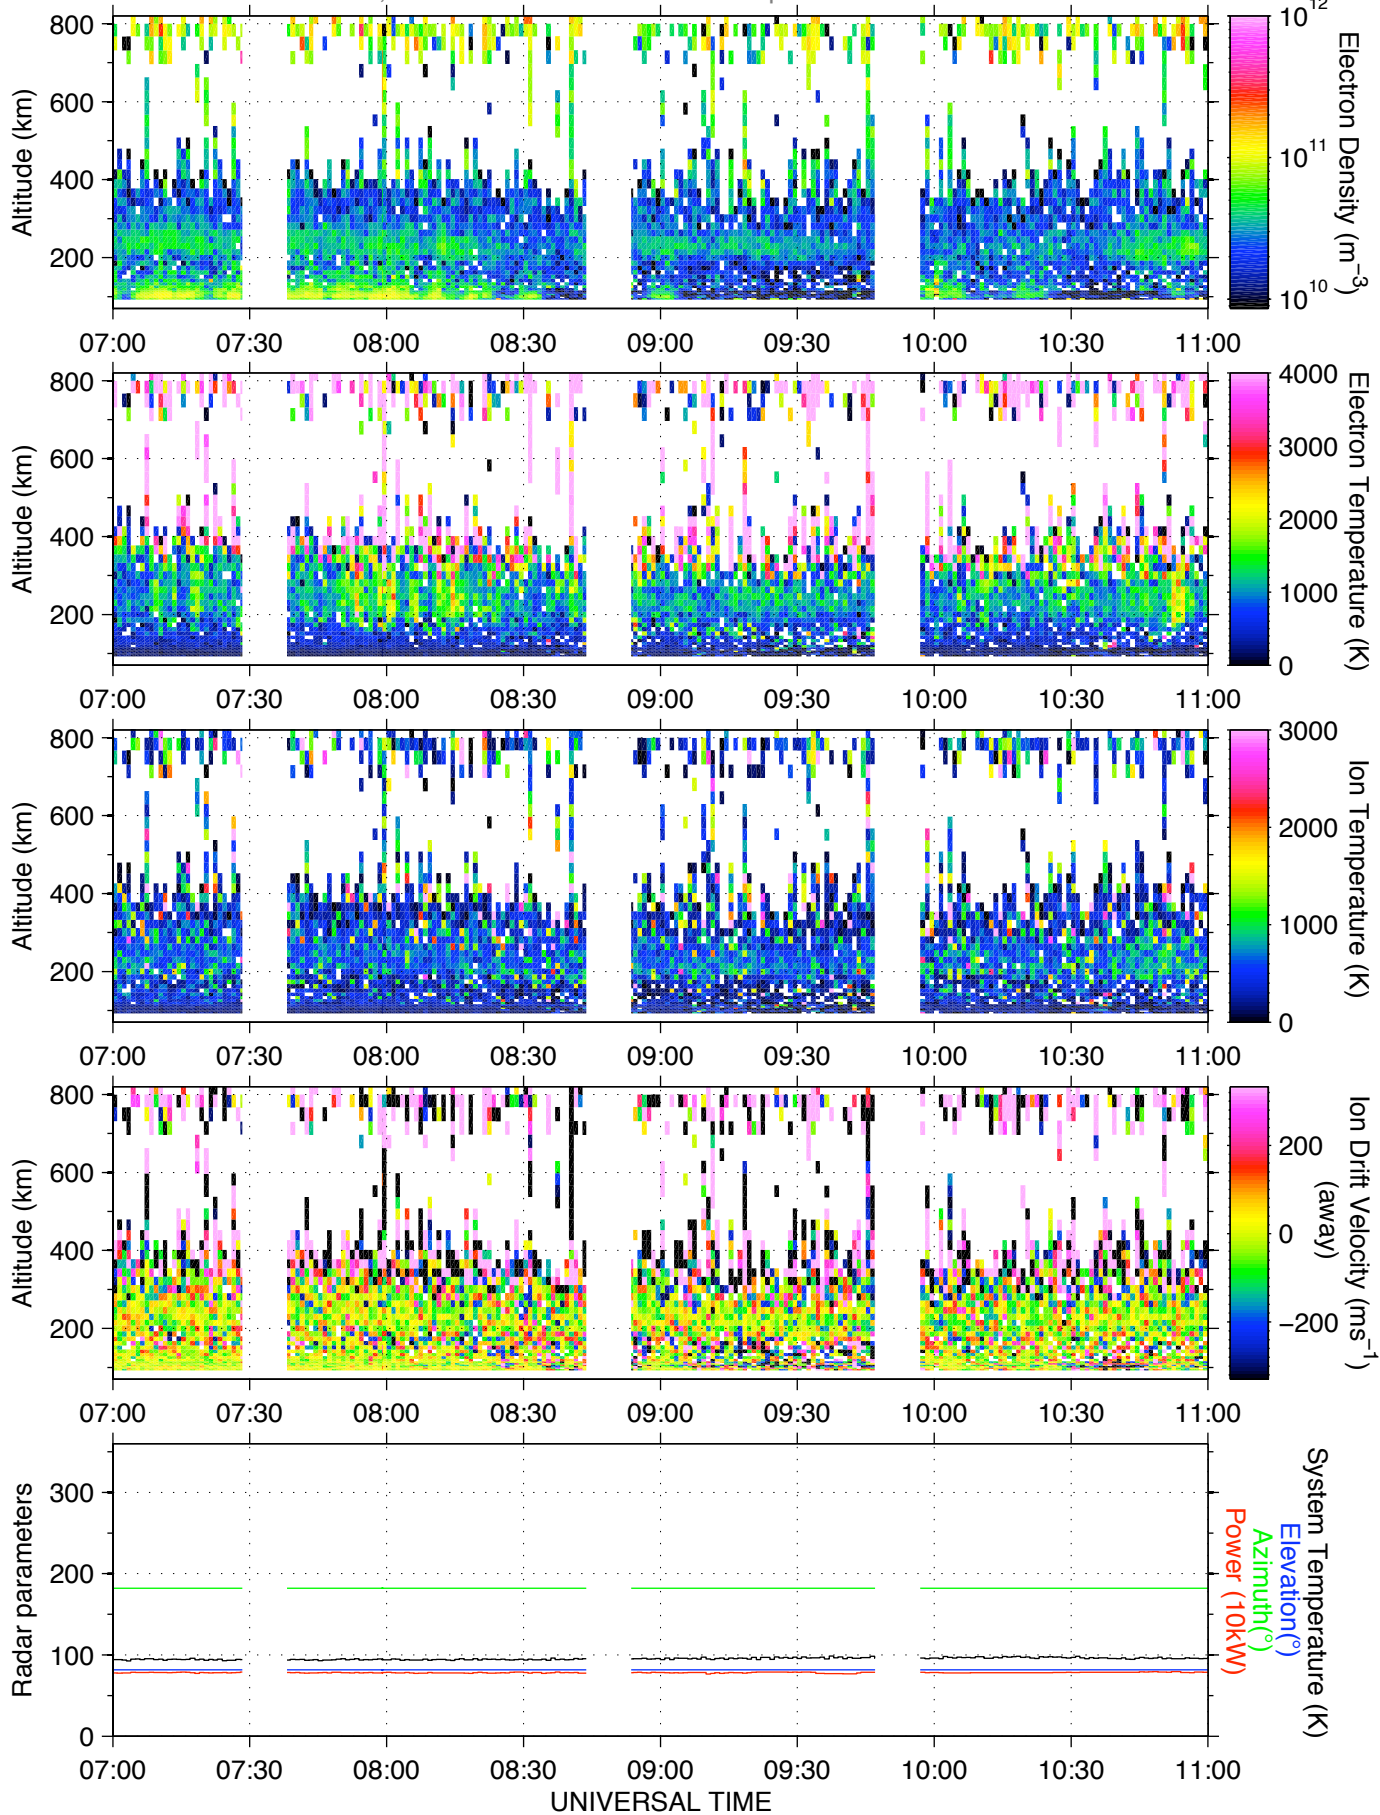 800
600
400
200
Altitude (km)
07:00 07:30 08:00 08:30 09:00 09:30 10:00 10:30 11:00
10^12
10^11
10^10
Electron Density (m^−3)
800
600
400
200
Altitude (km)
07:00 07:30 08:00 08:30 09:00 09:30 10:00 10:30 11:00
4000
3000
2000
1000
0
Electron Temperature (K)
800
600
400
200
Altitude (km)
07:00 07:30 08:00 08:30 09:00 09:30 10:00 10:30 11:00
3000
2000
1000
0
Ion Temperature (K)
800
600
400
200
Altitude (km)
07:00 07:30 08:00 08:30 09:00 09:30 10:00 10:30 11:00
200
0
−200
Ion Drift Velocity (ms^−1)
(away)
300
200
100
0
Radar parameters
System Temperature (K)
Elevation(°)
Azimuth(°)
Power (10kW)
07:00 07:30 08:00 08:30 09:00 09:30 10:00 10:30 11:00
UNIVERSAL TIME